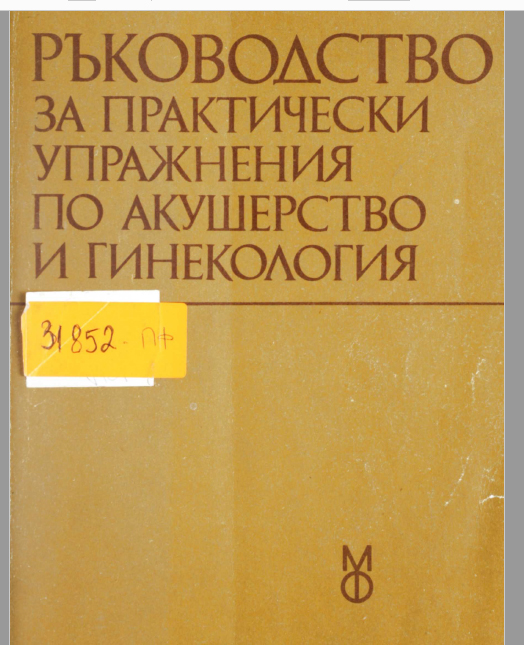 РЪКОВОДСТВО
ЗА ПРАКТИЧЕСКИ
УПРАЖНЕНИЯ
ПО АКУШЕРСТВО
И ГИНЕКОЛОГИЯ
31852-ПФ
МФ